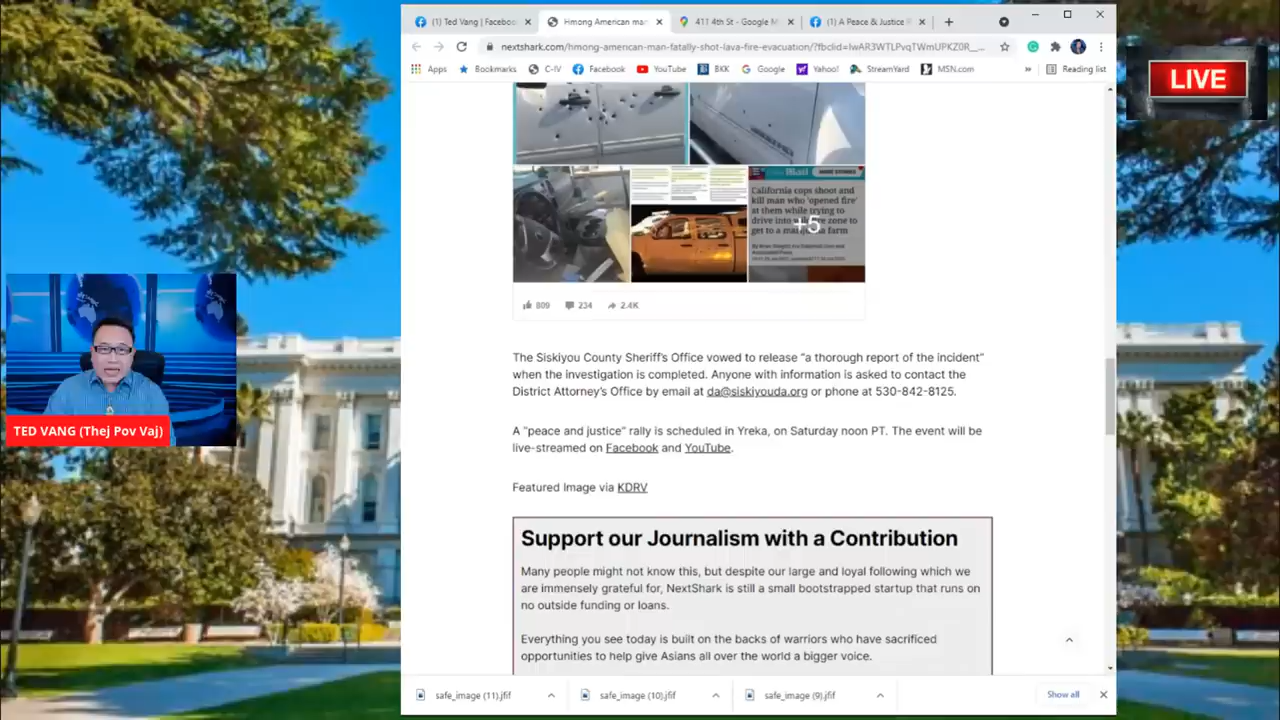 (1) Ted Vang | Faceboo
Hmong American ma
411 4th St - Google M
(1) A Peace & Justice R
nextshark.com/hmong-american-man-fatally-shot-lava-fire-evacuation/?fbclid=IwAR3WTLPvqTWmUPKZ0R__...
Apps
Bookmarks
C-IV
Facebook
YouTube
BKK
Google
Yahoo!
StreamYard
MSN.com
»
Reading list
LIVE
California cops shoot and
kill man who 'opened fire'
at them while trying to
drive into
zone to
get to a marijuana farm
+5
809
234
2.4K
The Siskiyou County Sheriff's Office vowed to release "a thorough report of the incident"
when the investigation is completed. Anyone with information is asked to contact the
District Attorney's Office by email at da@siskiyouda.org or phone at 530-842-8125.
TED VANG (Thej Pov Vaj)
A "peace and justice" rally is scheduled in Yreka, on Saturday noon PT. The event will be
live-streamed on Facebook and YouTube.
Featured Image via KDRV
Support our Journalism with a Contribution
Many people might not know this, but despite our large and loyal following which we
are immensely grateful for, NextShark is still a small bootstrapped startup that runs on
no outside funding or loans.
Everything you see today is built on the backs of warriors who have sacrificed
opportunities to help give Asians all over the world a bigger voice.
safe_image (11).jfif
safe_image (10).jfif
safe_image (9).jfif
Show all